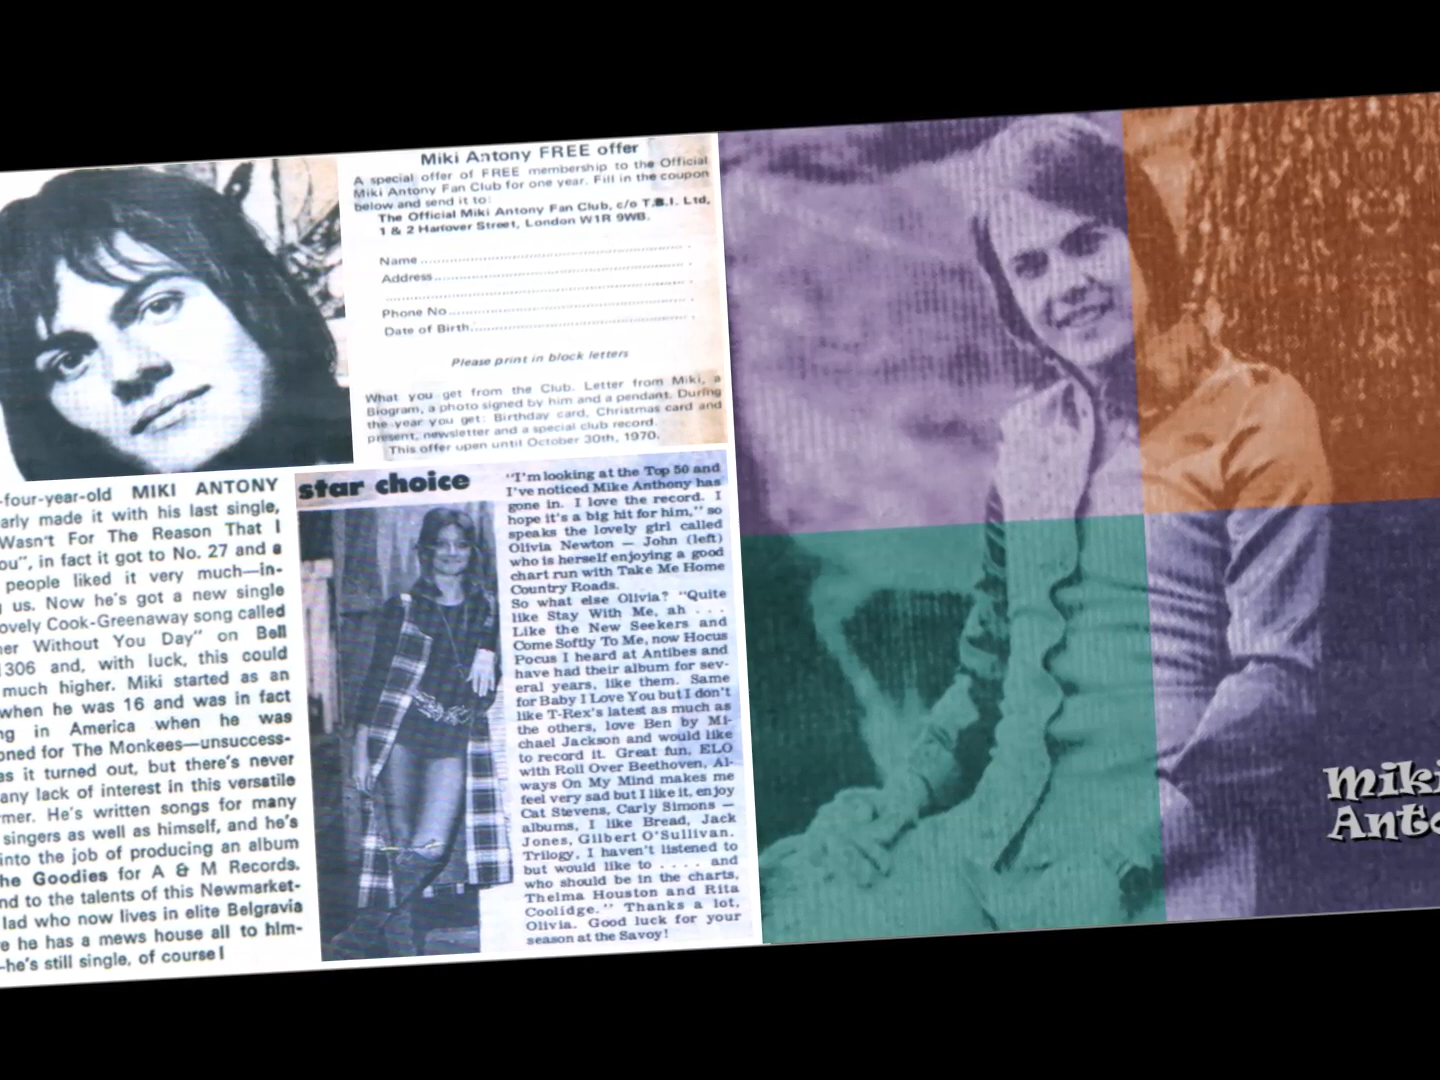 Miki Antony FREE offer
A special offer of FREE membership to the Official
Miki Antony Fan Club for one year. Fill in the coupon
below and send it to:
The Official Miki Antony Fan Club, c/o T.B.I. Ltd,
1 & 2 Hanover Street, London W1R 9WB.
Name
Address
Phone No
Date of Birth
Please print in block letters
What you get from the Club. Letter from Miki, a
Biogram, a photo signed by him and a pendant. During
the year you get: Birthday card, Christmas card and
present, newsletter and a special club record.
This offer upen until October 30th, 1970.
-four-year-old MIKI ANTONY
arly made it with his last single,
Wasn't For The Reason That I
ou", in fact it got to No. 27 and a
people liked it very much—in-
g us. Now he's got a new single
ovely Cook-Greenaway song called
er Without You Day" on Bell
1306 and, with luck, this could
much higher. Miki started as an
when he was 16 and was in fact
ng in America when he was
oned for The Monkees—unsuccess-
as it turned out, but there's never
any lack of interest in this versatile
mer. He's written songs for many
singers as well as himself, and he's
into the job of producing an album
he Goodies for A & M Records.
nd to the talents of this Newmarket-
lad who now lives in elite Belgravia
e he has a mews house all to him-
—he's still single, of course!
star choice
"I'm looking at the Top 50 and
I've noticed Mike Anthony has
gone in. I love the record. I
hope it's a big hit for him," so
speaks the lovely girl called
Olivia Newton — John (left)
who is herself enjoying a good
chart run with Take Me Home
Country Roads.
So what else Olivia? "Quite
like Stay With Me, ah . . .
Like the New Seekers and
Come Softly To Me, now Hocus
Pocus I heard at Antibes and
have had their album for sev-
eral years, like them. Same
for Baby I Love You but I don't
like T-Rex's latest as much as
the others, love Ben by Mi-
chael Jackson and would like
to record it. Great fun, ELO
with Roll Over Beethoven, Al-
ways On My Mind makes me
feel very sad but I like it, enjoy
Cat Stevens, Carly Simons —
albums, I like Bread, Jack
Jones, Gilbert O'Sullivan.
Trilogy, I haven't listened to
but would like to . . . . and
who should be in the charts,
Thelma Houston and Rita
Coolidge." Thanks a lot,
Olivia. Good luck for your
season at the Savoy!
Miki
Anto